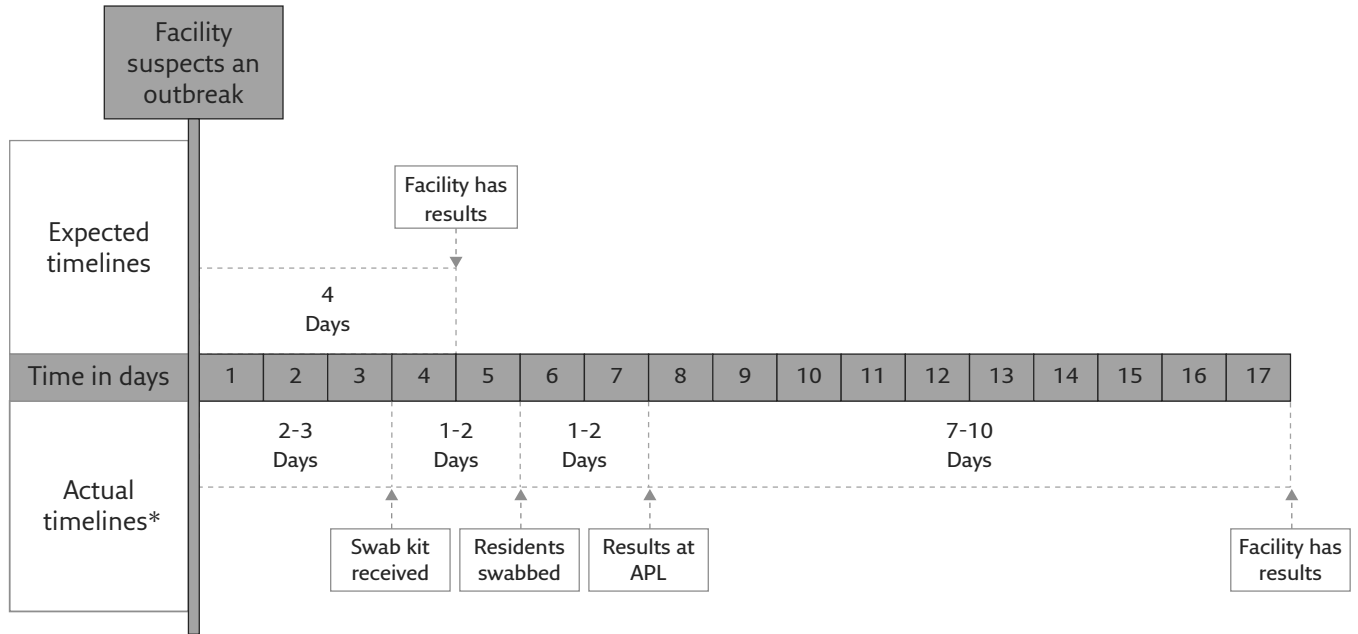 Facility
suspects an
outbreak
Facility has
results
Expected
timelines
4
Days
Time in days 1 2 3 4 5 6 7 8 9 10 11 12 13 14 15 16 17
2-3
Days
1-2
Days
1-2
Days
7-10
Days
Actual
timelines*
Swab kit
received
Residents
swabbed
Results at
APL
Facility has
results